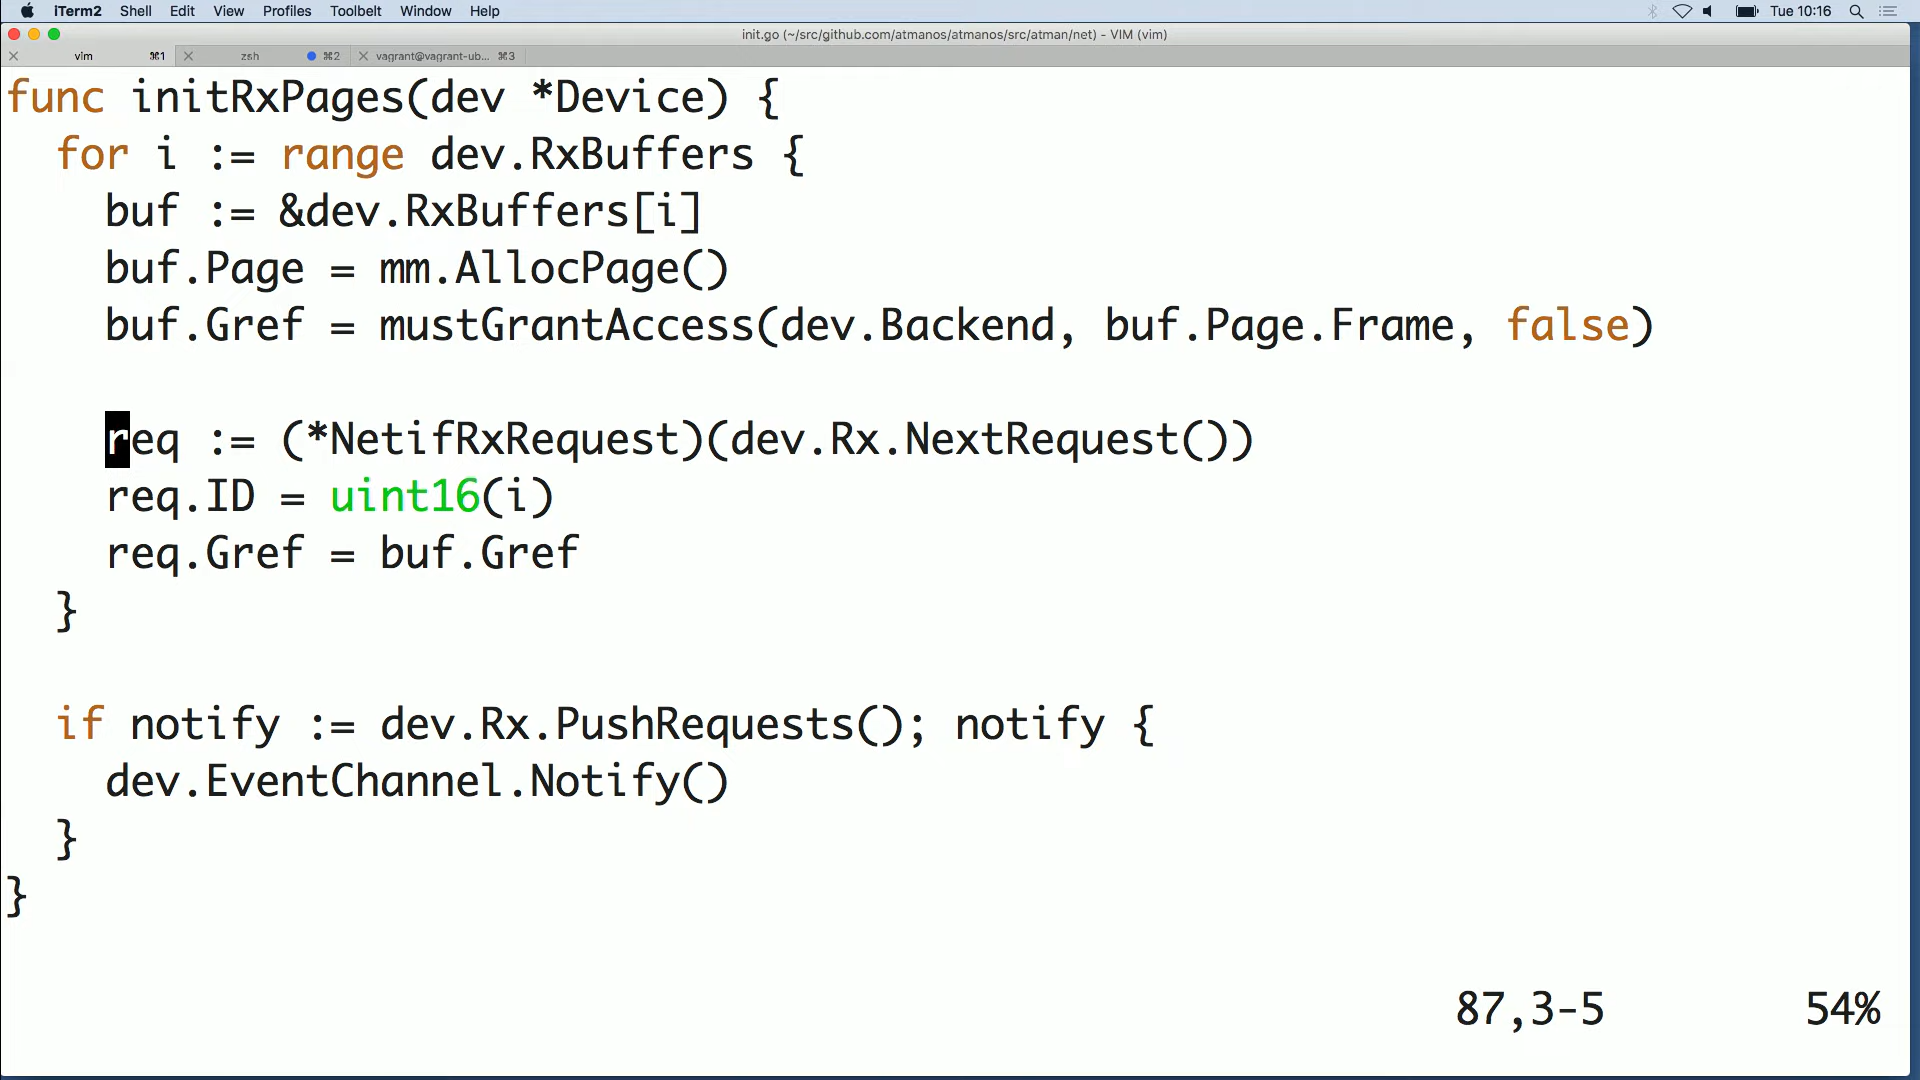 iTerm2 Shell Edit View Profiles Toolbelt Window Help Tue 10:16
init.go (~/src/github.com/atmanos/atmanos/src/atman/net) - VIM (vim)
vim ⌘1 zsh ⌘2 vagrant@vagrant-ub... ⌘3
func initRxPages(dev *Device) {
  for i := range dev.RxBuffers {
    buf := &dev.RxBuffers[i]
    buf.Page = mm.AllocPage()
    buf.Gref = mustGrantAccess(dev.Backend, buf.Page.Frame, false)
    req := (*NetifRxRequest)(dev.Rx.NextRequest())
    req.ID = uint16(i)
    req.Gref = buf.Gref
  }
  if notify := dev.Rx.PushRequests(); notify {
    dev.EventChannel.Notify()
  }
}
87,3-5 54%